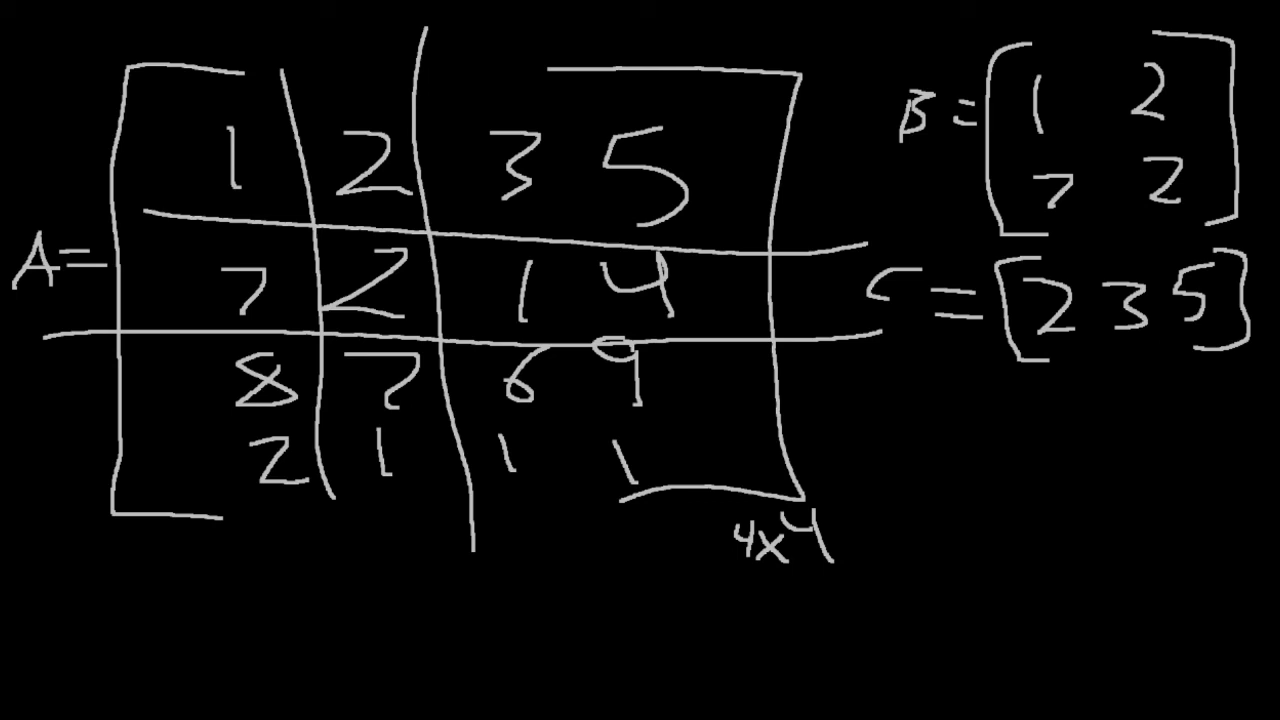 A = [ 1 2 3 5
7 2 1 4
8 7 6 9
2 1 1 1 ] 4x4
B = [ 1 2
7 2 ]
C = [ 2 3 5 ]